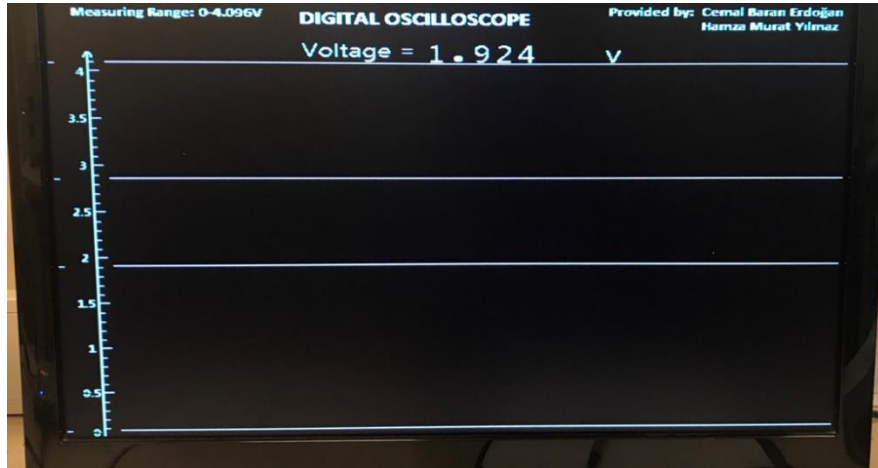 Measuring Range: 0-4.096V
DIGITAL OSCILLOSCOPE
Provided by: Cemal Baran Erdoğan
Hamza Murat Yılmaz
Voltage = 1.924 V
4
3.5
3
2.5
2
1.5
1
0.5
0